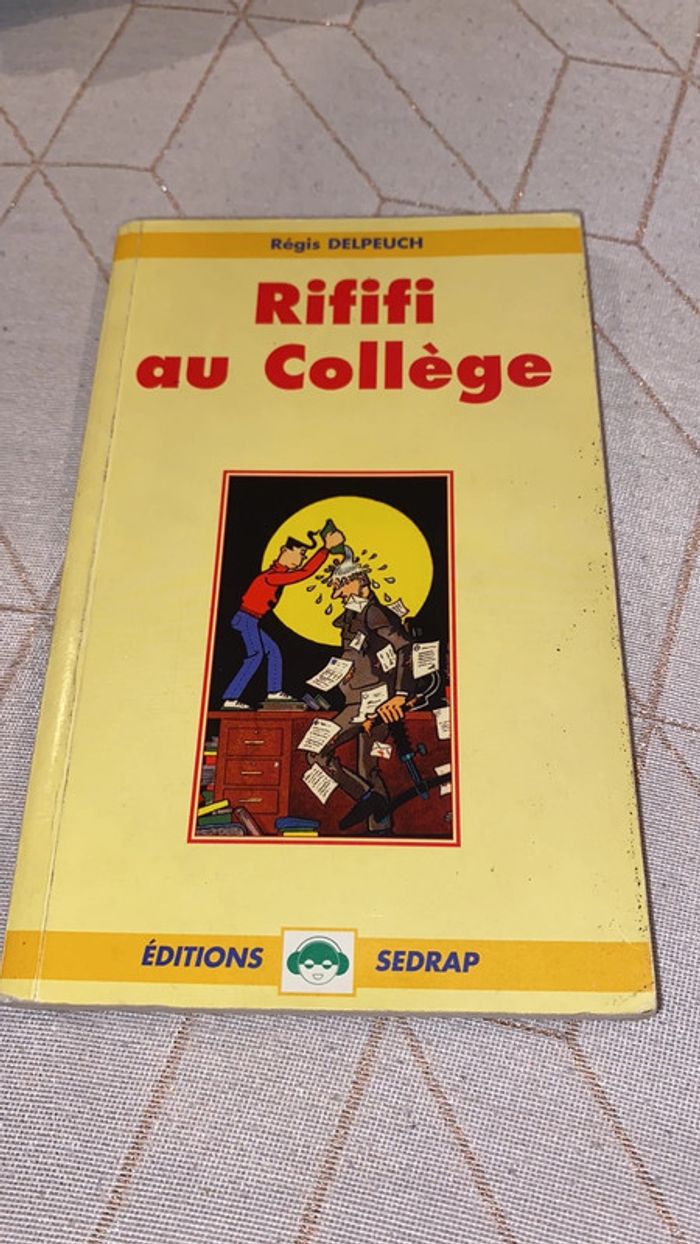 Régis DELPEUCH
Rififi
au Collège
ÉDITIONS SEDRAP